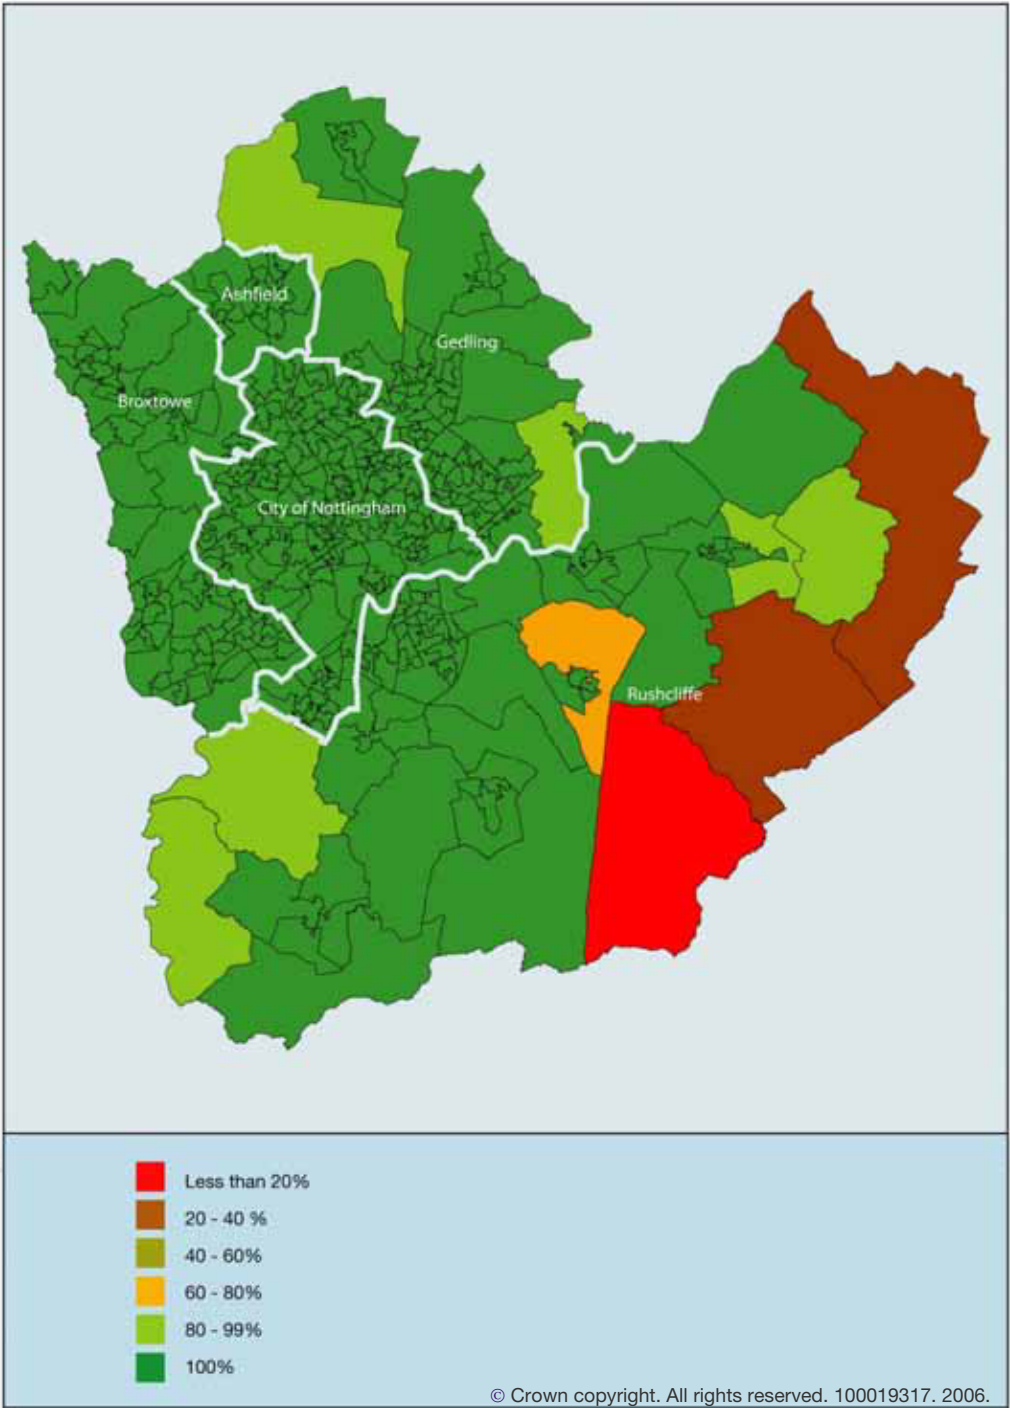 Ashfield
Gedling
Broxtowe
City of Nottingham
Rushcliffe
Less than 20%
20 - 40 %
40 - 60%
60 - 80%
80 - 99%
100%
© Crown copyright. All rights reserved. 100019317. 2006.